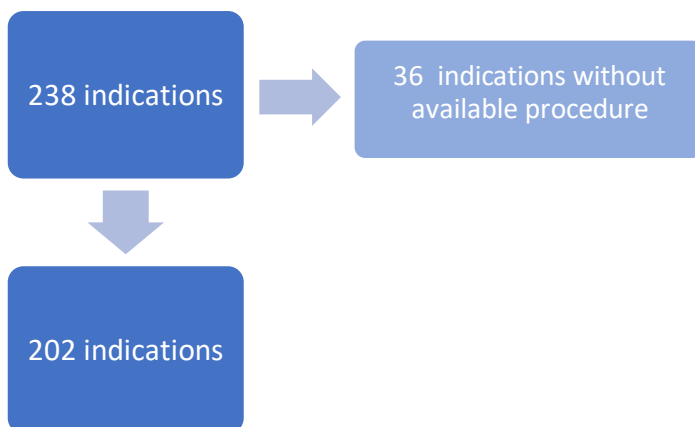 238 indications
36  indications without
available procedure
202 indications